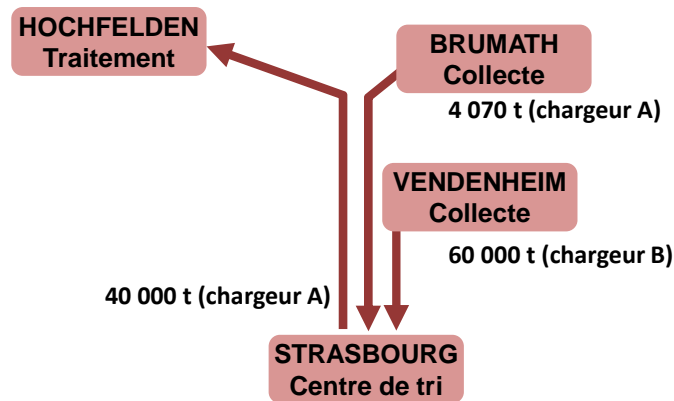 HOCHFELDEN
Traitement
BRUMATH
Collecte
4 070 t (chargeur A)
VENDENHEIM
Collecte
60 000 t (chargeur B)
40 000 t (chargeur A)
STRASBOURG
Centre de tri